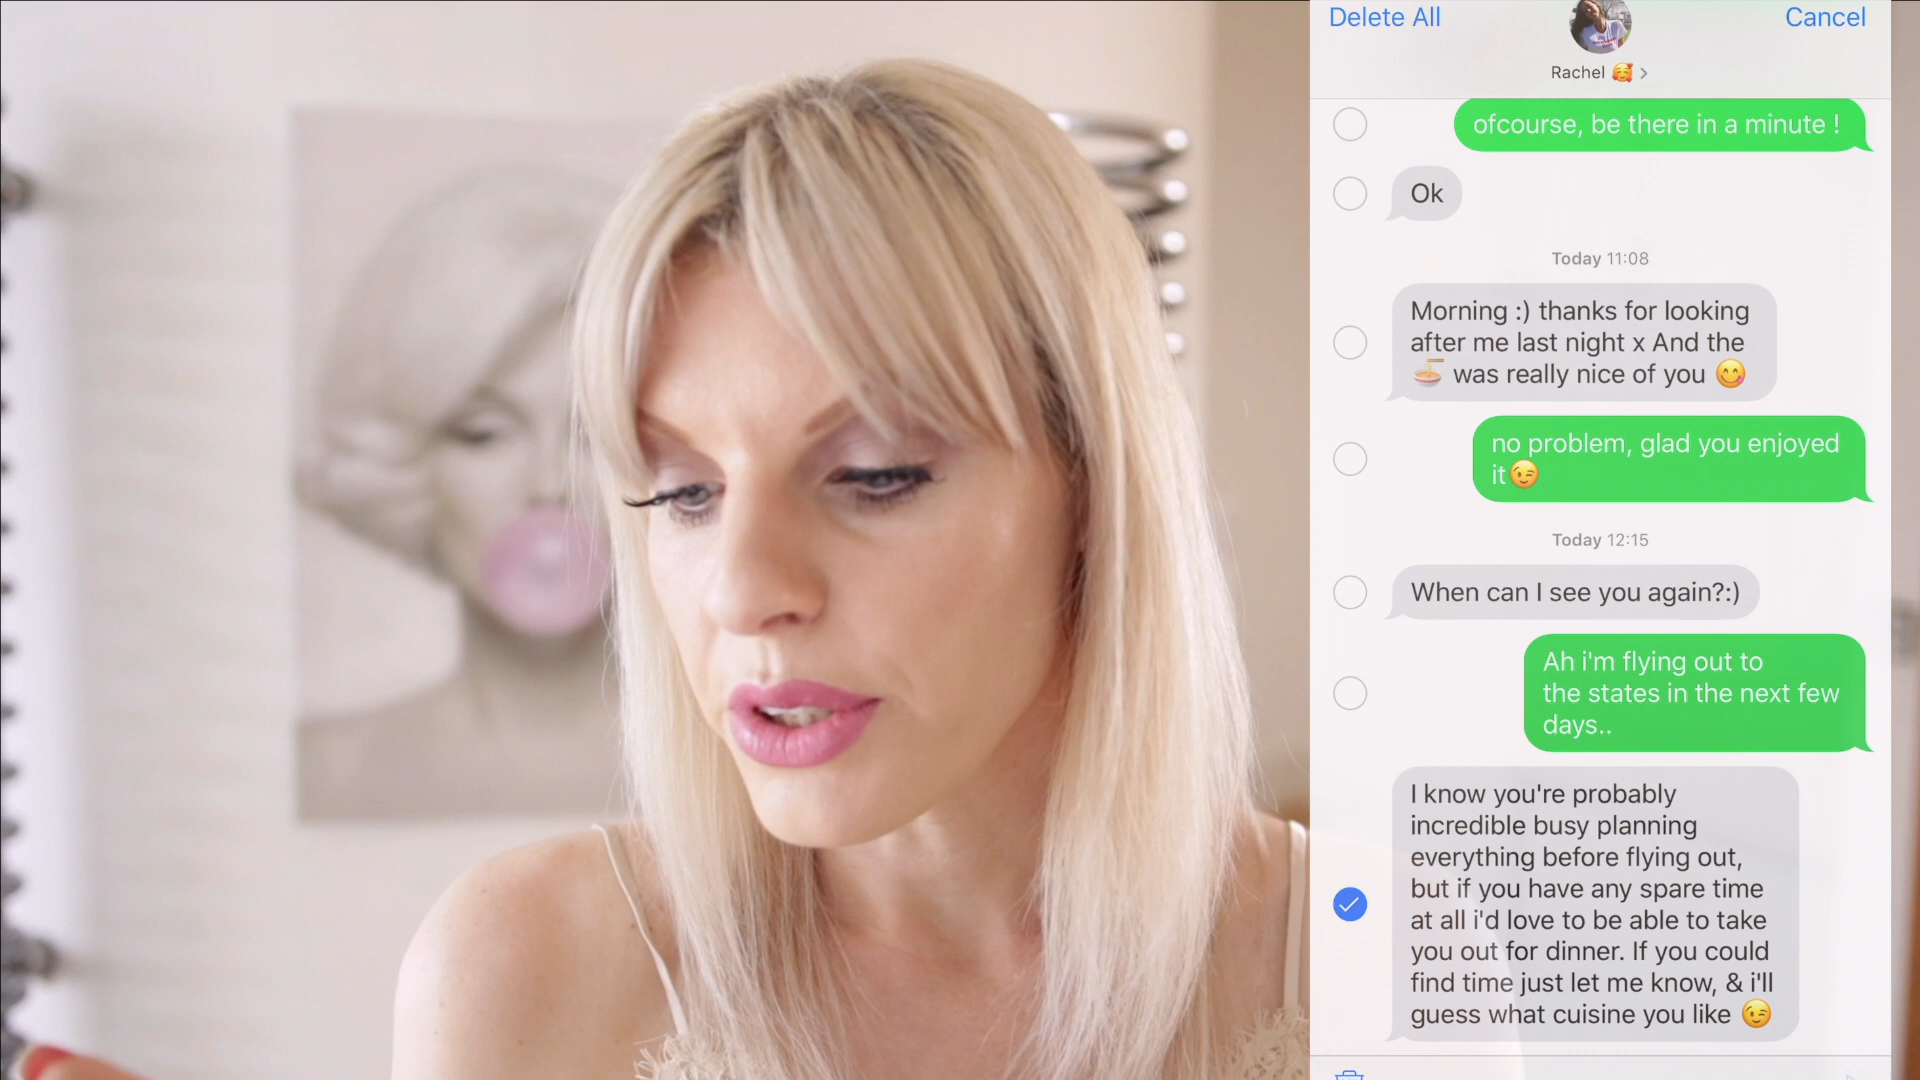 Delete All
Cancel
Rachel 🥰 >
ofcourse, be there in a minute !
Ok
Today 11:08
Morning :) thanks for looking
after me last night x And the
🍜 was really nice of you 😋
no problem, glad you enjoyed
it😉
Today 12:15
When can I see you again?:)
Ah i'm flying out to
the states in the next few
days..
I know you're probably
incredible busy planning
everything before flying out,
but if you have any spare time
at all i'd love to be able to take
you out for dinner. If you could
find time just let me know, & i'll
guess what cuisine you like 😉